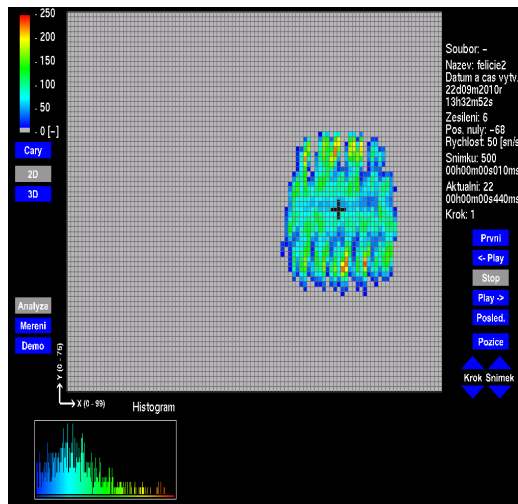 250
200
150
100
50
0 [-]
Cary
2D
3D
Analyza
Mereni
Demo
Y (0 - 75)
X (0 - 99)
Histogram
Soubor: -
Nazev: felicie2
Datum a cas vytv.
22d09m2010r
13h32m52s
Zesileni: 6
Pos. nuly: -68
Rychlost: 50 [sn/s
Snimku: 500
00h00m00s010ms
Aktualni: 22
00h00m00s440ms
Krok: 1
Prvni
<- Play
Stop
Play ->
Posled.
Pozice
Krok Snimek